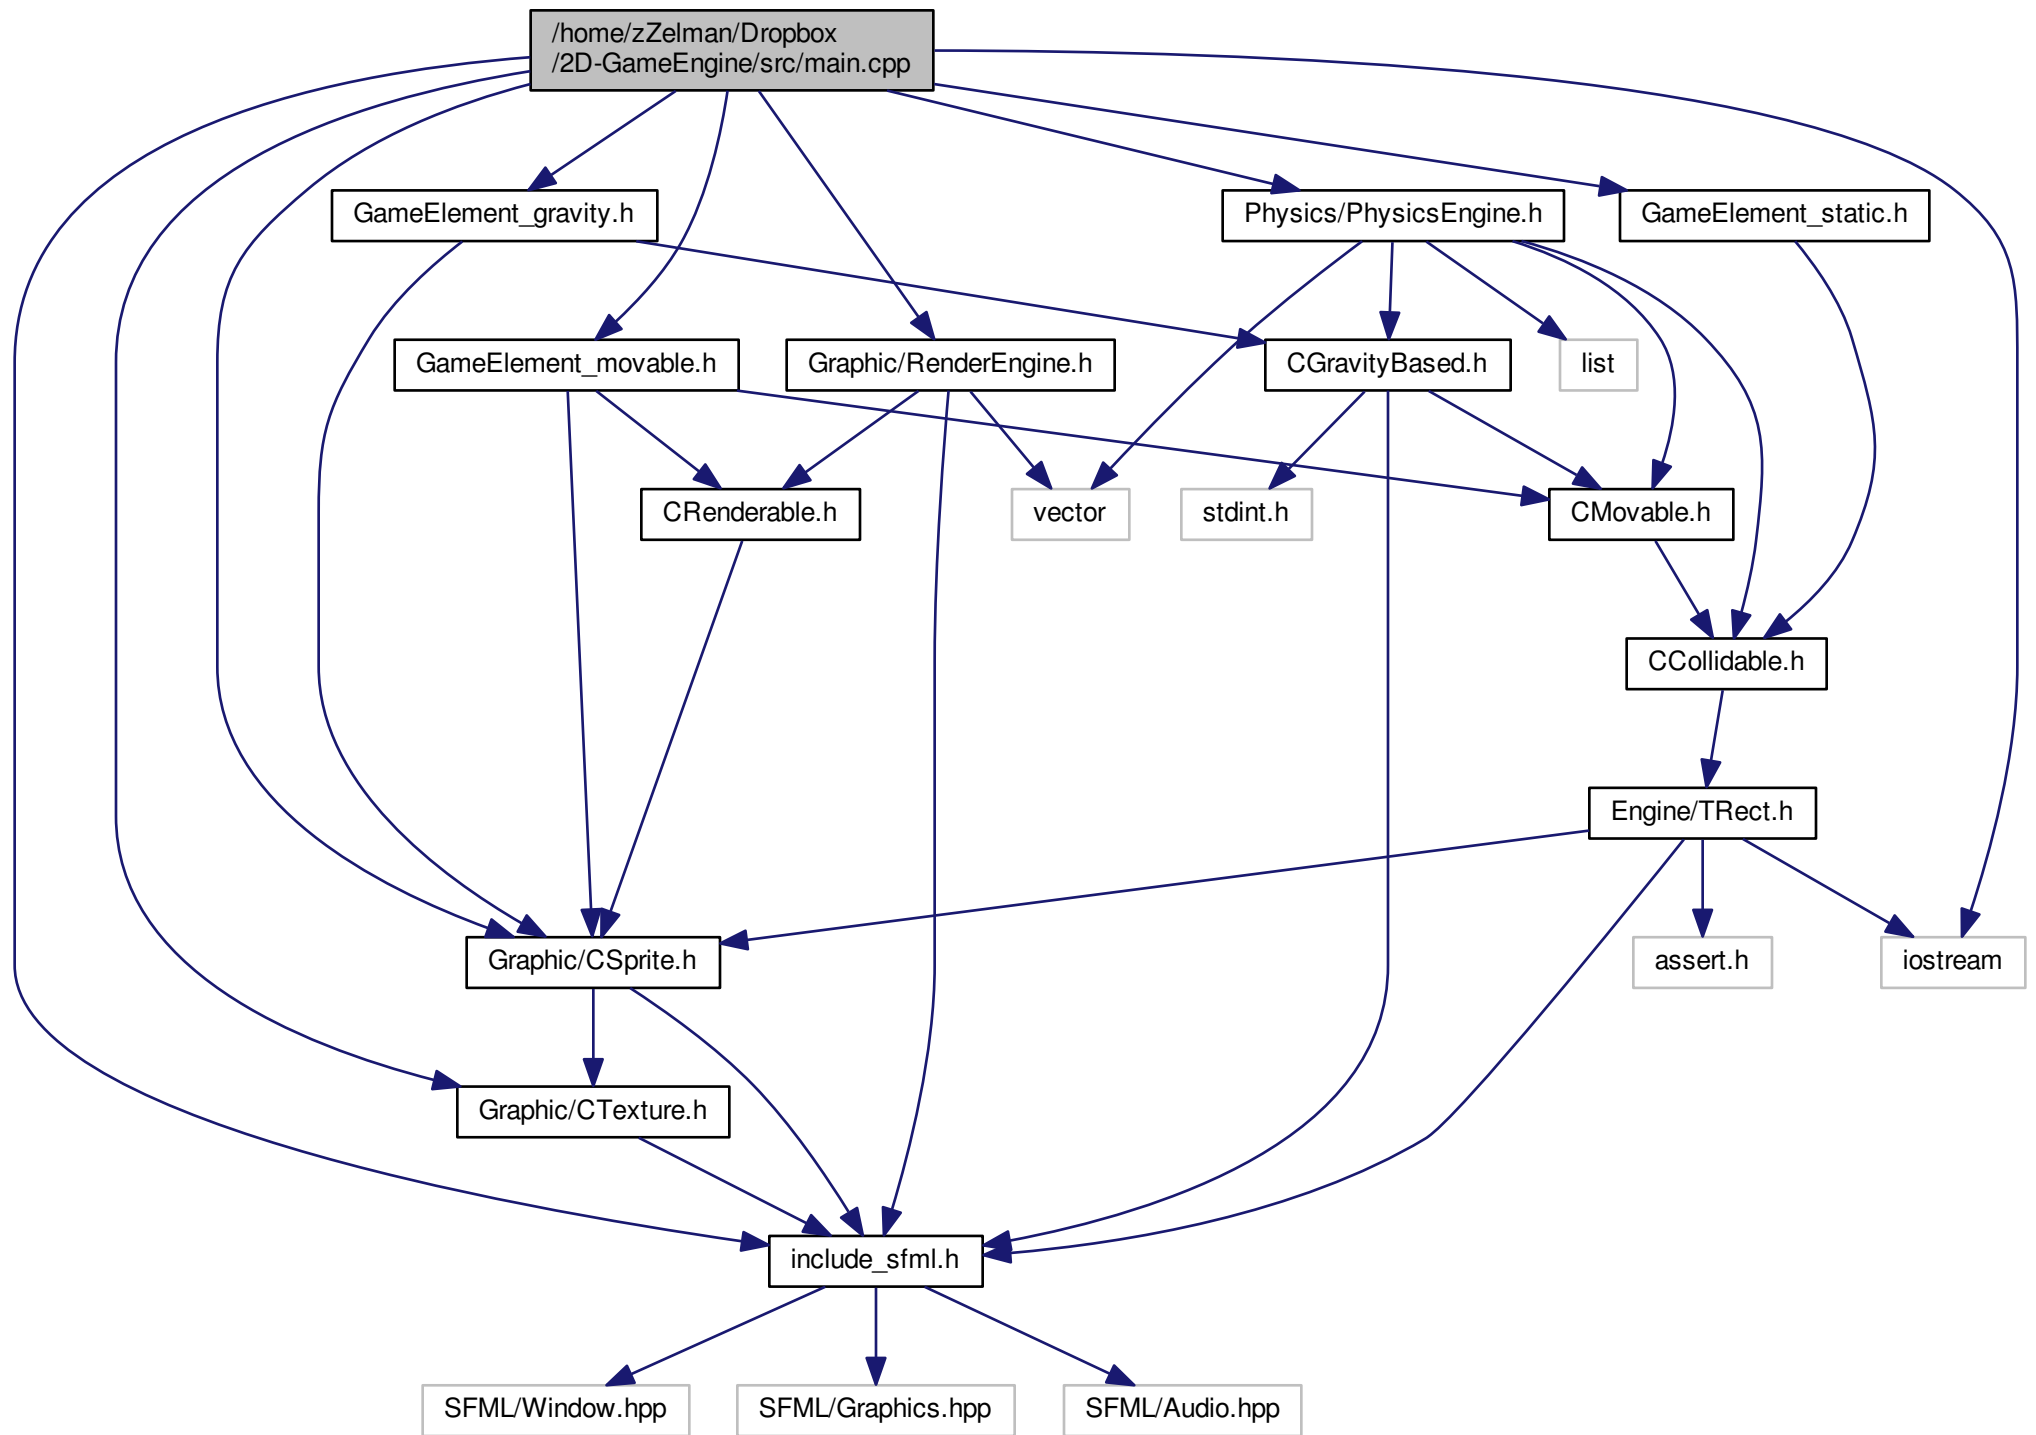 /home/zZelman/Dropbox
/2D-GameEngine/src/main.cpp
GameElement_gravity.h
Physics/PhysicsEngine.h
GameElement_static.h
GameElement_movable.h
Graphic/RenderEngine.h
CGravityBased.h
list
CRenderable.h
vector
stdint.h
CMovable.h
CCollidable.h
Engine/TRect.h
Graphic/CSprite.h
assert.h
iostream
Graphic/CTexture.h
include_sfml.h
SFML/Window.hpp
SFML/Graphics.hpp
SFML/Audio.hpp